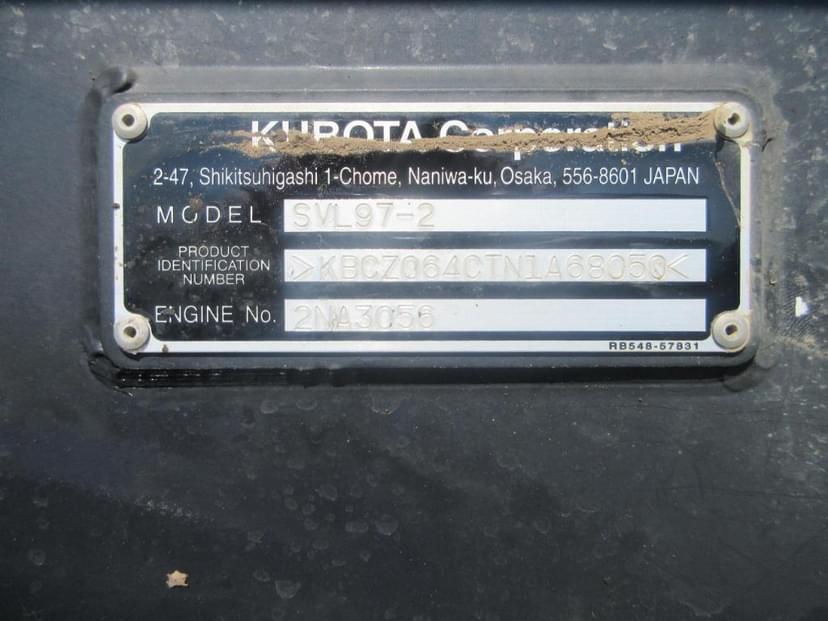 KUBOTA Corporation
2-47, Shikitsuhigashi 1-Chome, Naniwa-ku, Osaka, 556-8601 JAPAN
MODEL SVL97-2
PRODUCT IDENTIFICATION NUMBER >KBCZ064CTN1A68050<
ENGINE No. 2NA3056
RB548-57831